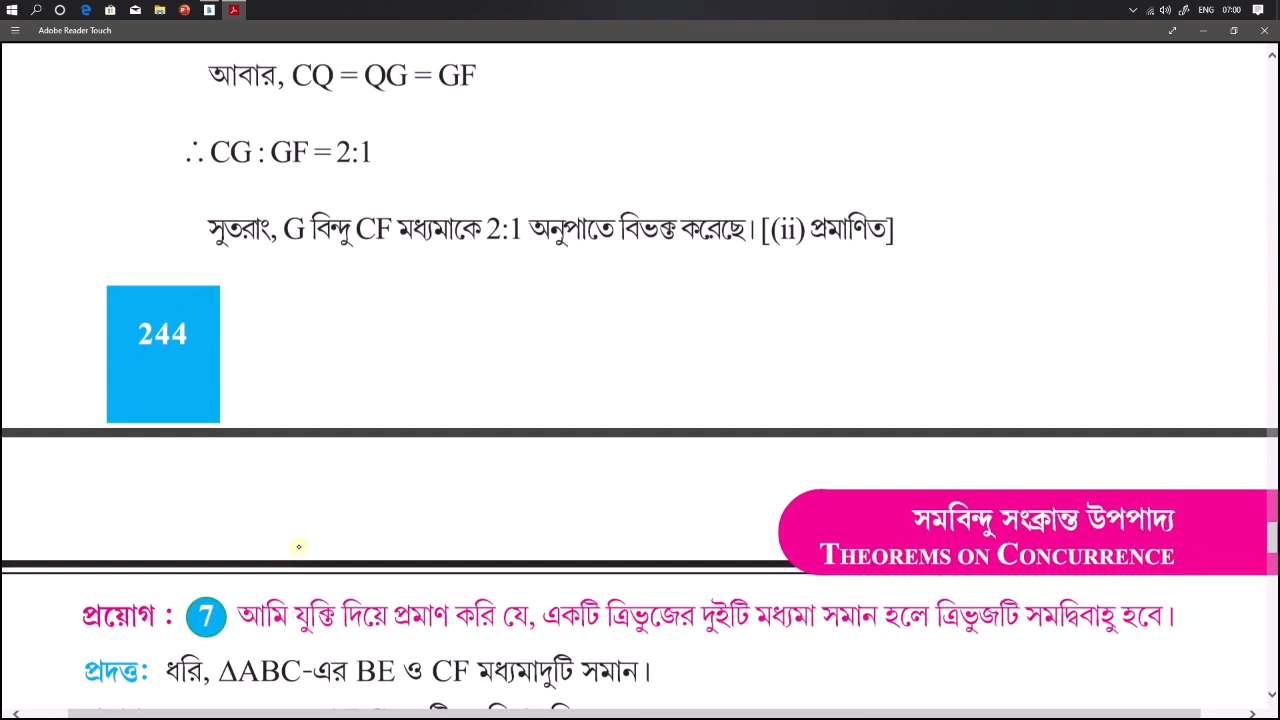 ENG 07:00
Adobe Reader Touch
আবার, CQ = QG = GF
∴ CG : GF = 2:1
সুতরাং, G বিন্দু CF মধ্যমাকে 2:1 অনুপাতে বিভক্ত করেছে। [(ii) প্রমাণিত]
244
সমবিন্দু সংক্রান্ত উপপাদ্য
THEOREMS ON CONCURRENCE
প্রয়োগ : 7 আমি যুক্তি দিয়ে প্রমাণ করি যে, একটি ত্রিভুজের দুইটি মধ্যমা সমান হলে ত্রিভুজটি সমদ্বিবাহু হবে।
প্রদত্ত: ধরি, ΔABC-এর BE ও CF মধ্যমাদুটি সমান।